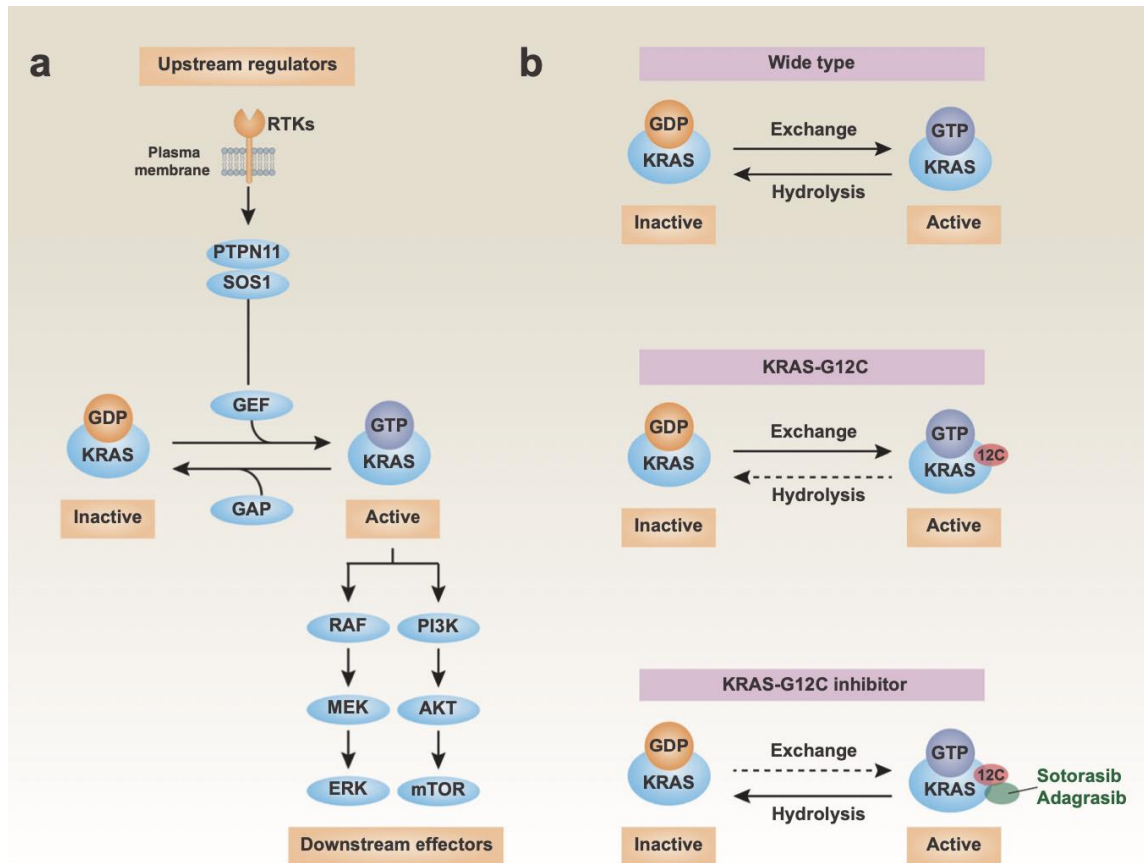 a
Upstream regulators
RTKs
Plasma
membrane
PTPN11
SOS1
GEF
GDP
KRAS
GTP
KRAS
GAP
Inactive
Active
RAF
PI3K
MEK
AKT
ERK
mTOR
Downstream effectors
b
Wide type
GDP
KRAS
Exchange
Hydrolysis
GTP
KRAS
Inactive
Active
KRAS-G12C
GDP
KRAS
Exchange
Hydrolysis
GTP
KRAS
12C
Inactive
Active
KRAS-G12C inhibitor
GDP
KRAS
Exchange
Hydrolysis
GTP
KRAS
12C
Sotorasib
Adagrasib
Inactive
Active